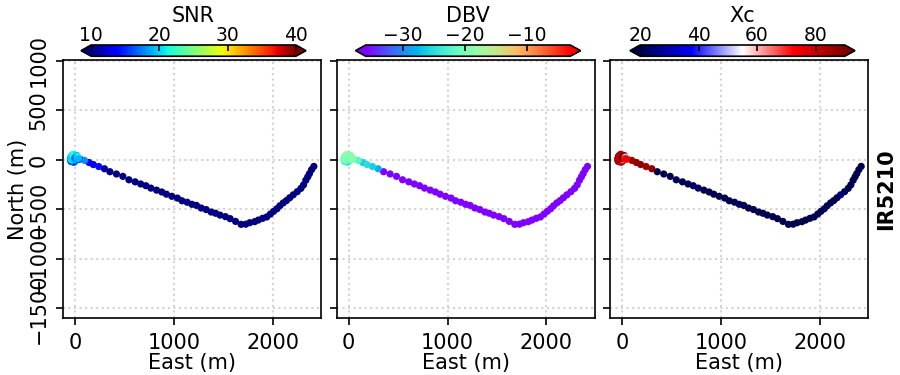 SNR DBV Xc
10 20 30 40 −30 −20 −10 20 40 60 80
1000
500
0
−500
−1000
−1500
North (m)
0 1000 2000 0 1000 2000 0 1000 2000
East (m) East (m) East (m)
IR5210